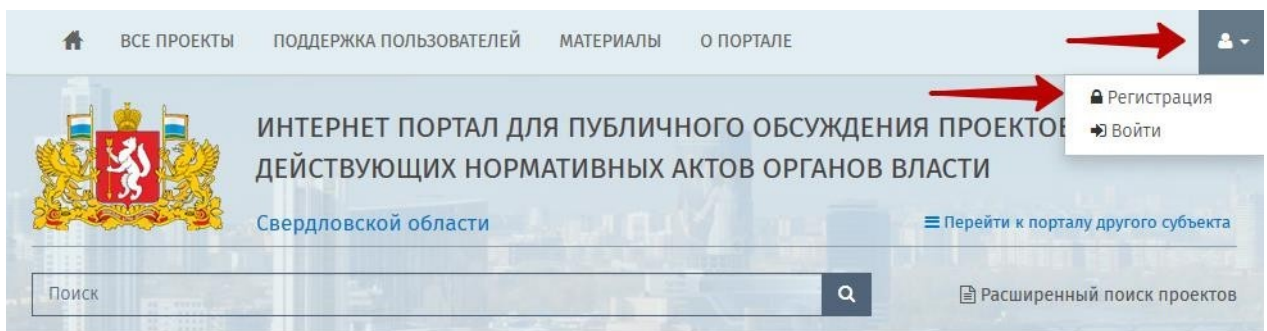 ВСЕ ПРОЕКТЫ ПОДДЕРЖКА ПОЛЬЗОВАТЕЛЕЙ МАТЕРИАЛЫ О ПОРТАЛЕ
Регистрация
Войти
ИНТЕРНЕТ ПОРТАЛ ДЛЯ ПУБЛИЧНОГО ОБСУЖДЕНИЯ ПРОЕКТОВ
ДЕЙСТВУЮЩИХ НОРМАТИВНЫХ АКТОВ ОРГАНОВ ВЛАСТИ
Свердловской области
Перейти к порталу другого субъекта
Поиск
Расширенный поиск проектов